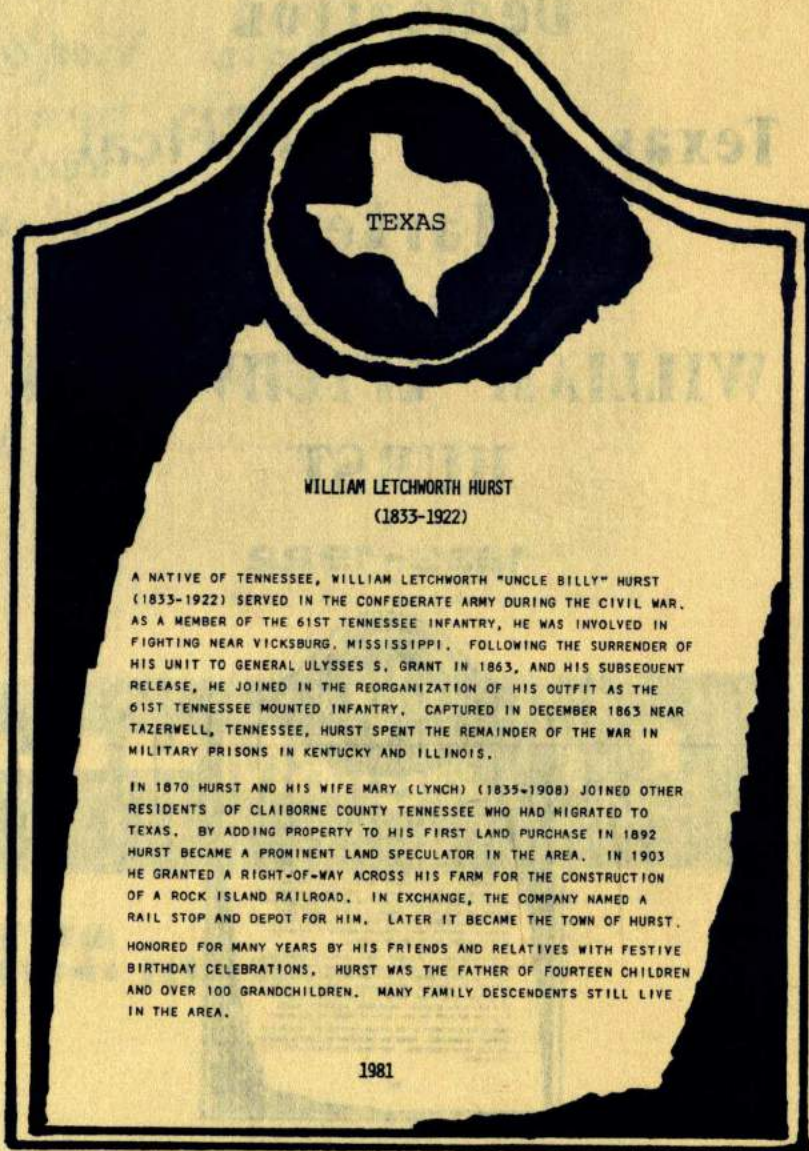 TEXAS
WILLIAM LETCHWORTH HURST
(1833-1922)
A NATIVE OF TENNESSEE, WILLIAM LETCHWORTH "UNCLE BILLY" HURST
(1833-1922) SERVED IN THE CONFEDERATE ARMY DURING THE CIVIL WAR.
AS A MEMBER OF THE 61ST TENNESSEE INFANTRY, HE WAS INVOLVED IN
FIGHTING NEAR VICKSBURG, MISSISSIPPI. FOLLOWING THE SURRENDER OF
HIS UNIT TO GENERAL ULYSSES S. GRANT IN 1863, AND HIS SUBSEQUENT
RELEASE, HE JOINED IN THE REORGANIZATION OF HIS OUTFIT AS THE
61ST TENNESSEE MOUNTED INFANTRY. CAPTURED IN DECEMBER 1863 NEAR
TAZERWELL, TENNESSEE, HURST SPENT THE REMAINDER OF THE WAR IN
MILITARY PRISONS IN KENTUCKY AND ILLINOIS.
IN 1870 HURST AND HIS WIFE MARY (LYNCH) (1835-1908) JOINED OTHER
RESIDENTS OF CLAIBORNE COUNTY TENNESSEE WHO HAD MIGRATED TO
TEXAS. BY ADDING PROPERTY TO HIS FIRST LAND PURCHASE IN 1892
HURST BECAME A PROMINENT LAND SPECULATOR IN THE AREA. IN 1903
HE GRANTED A RIGHT-OF-WAY ACROSS HIS FARM FOR THE CONSTRUCTION
OF A ROCK ISLAND RAILROAD. IN EXCHANGE, THE COMPANY NAMED A
RAIL STOP AND DEPOT FOR HIM. LATER IT BECAME THE TOWN OF HURST.
HONORED FOR MANY YEARS BY HIS FRIENDS AND RELATIVES WITH FESTIVE
BIRTHDAY CELEBRATIONS, HURST WAS THE FATHER OF FOURTEEN CHILDREN
AND OVER 100 GRANDCHILDREN. MANY FAMILY DESCENDENTS STILL LIVE
IN THE AREA.
1981